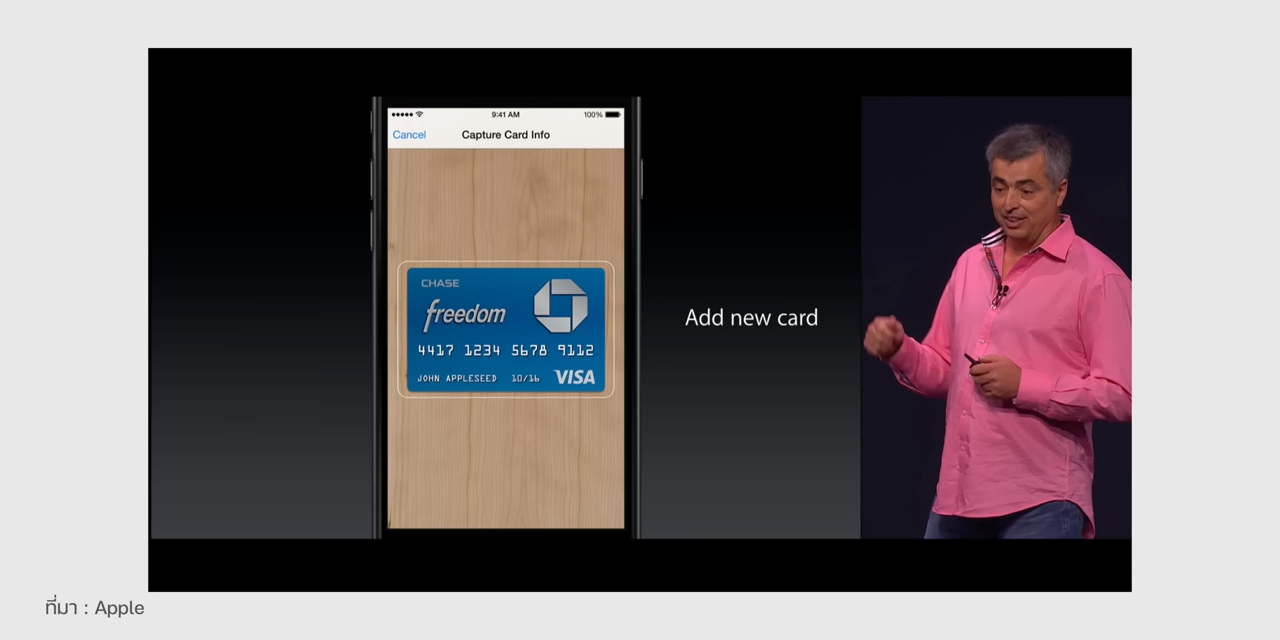 9:41 AM
100%
Cancel
Capture Card Info
CHASE
freedom
4417 1234 5678 9112
JOHN APPLESEED 10/16 VISA
Add new card
ที่มา : Apple